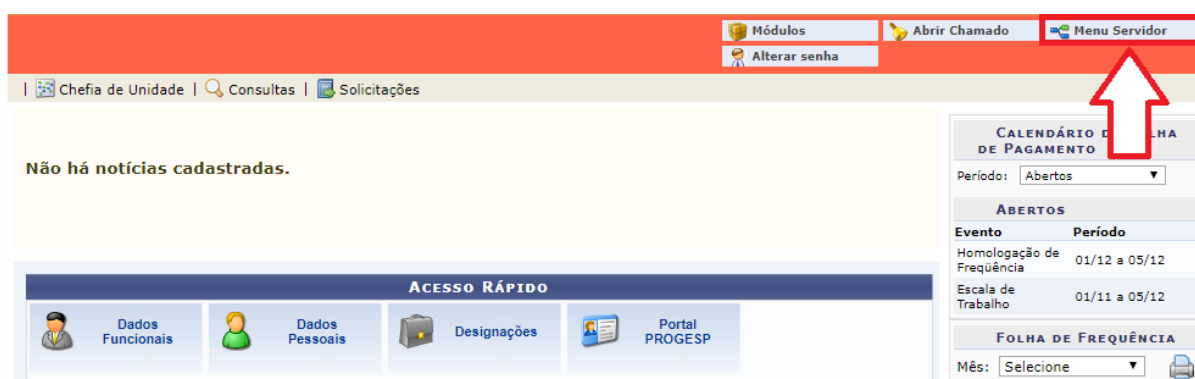 Módulos
Abrir Chamado
Menu Servidor
Alterar senha
| Chefia de Unidade | Consultas | Solicitações
Não há notícias cadastradas.
Acesso Rápido
Dados
Funcionais
Dados
Pessoais
Designações
Portal
PROGESP
Calendário
de Pagamento
Período: Abertos
Abertos
Evento Período
Homologação de
Freqüência
01/12 a 05/12
Escala de
Trabalho
01/11 a 05/12
Folha de Frequência
Mês: Selecione